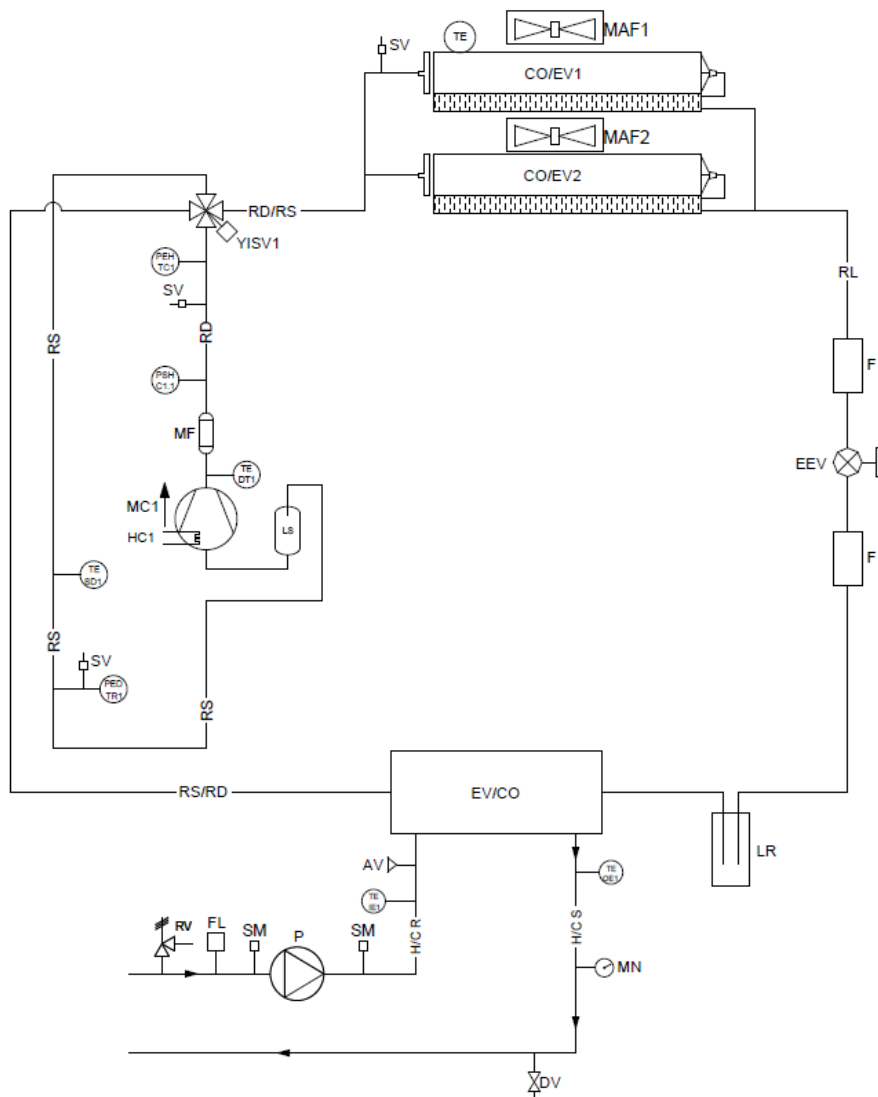 MAF1
SV
TE
CO/EV1
MAF2
CO/EV2
RD/RS
YISV1
PEH
TC1
RL
SV
RS
RD
F
PSH
C1.1
MF
EEV
TE
DT1
MC1
LS
HC1
F
TE
SD1
RS
SV
PED
TR1
RS
RS/RD
EV/CO
LR
AV
TE
OE1
TE
IE1
H/C R
H/C S
RV
FL
SM
P
SM
MN
DV